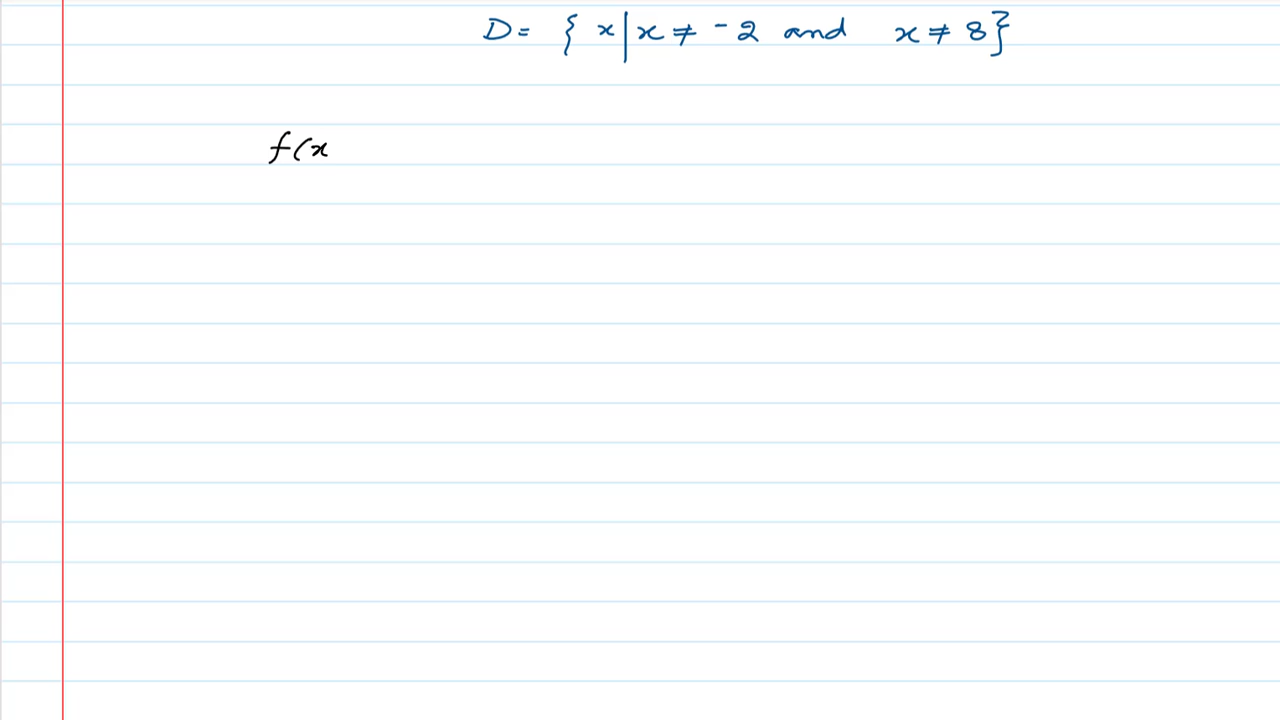 D = { x | x ≠ -2 and x ≠ 8}
f(x